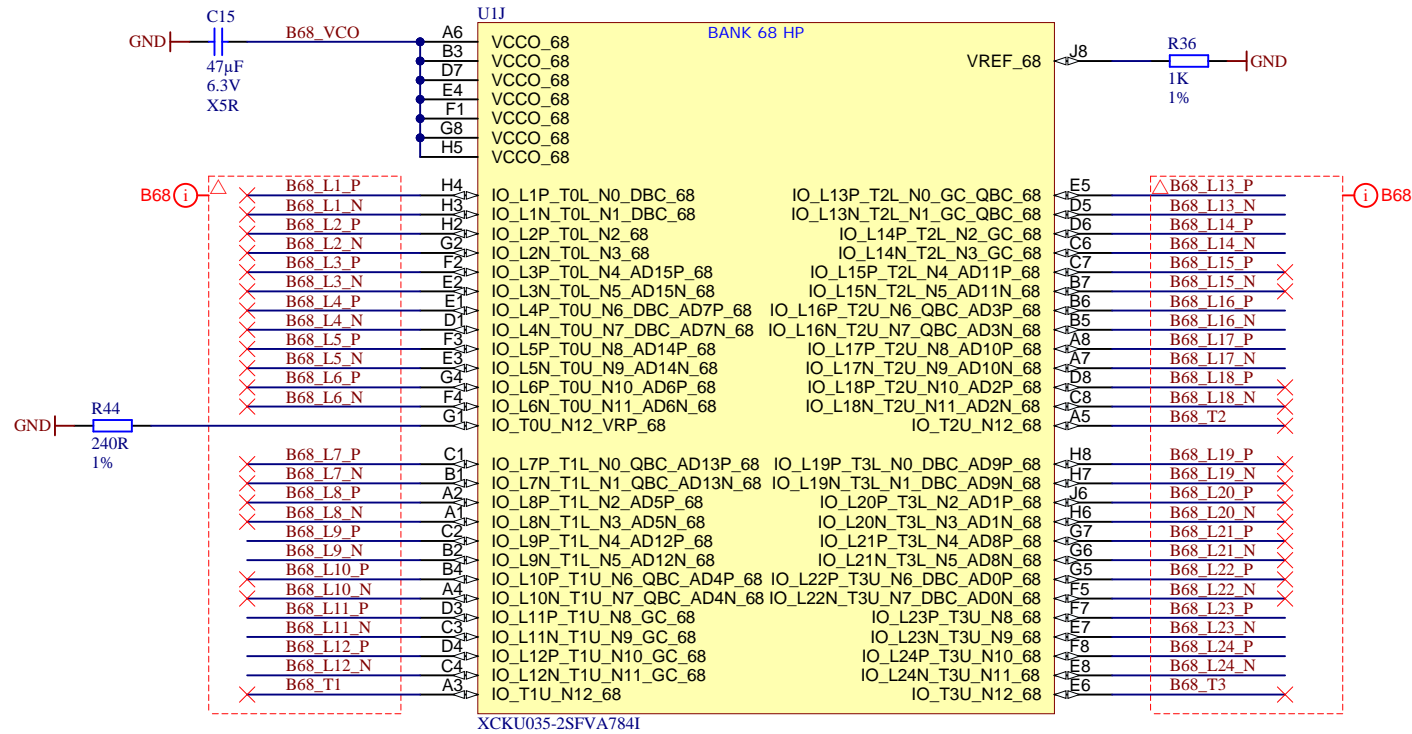 C15 U1J
GND B68_VCO A6 VCCO_68 BANK 68 HP
47µF B3 VCCO_68 VREF_68 J8 R36 GND
6.3V D7 VCCO_68 1K
X5R E4 VCCO_68 1%
F1 VCCO_68
G8 VCCO_68
H5 VCCO_68
B68 i B68_L1_P H4 IO_L1P_T0L_N0_DBC_68 IO_L13P_T2L_N0_GC_QBC_68 E5 B68_L13_P i B68
B68_L1_N H3 IO_L1N_T0L_N1_DBC_68 IO_L13N_T2L_N1_GC_QBC_68 D5 B68_L13_N
B68_L2_P H2 IO_L2P_T0L_N2_68 IO_L14P_T2L_N2_GC_68 D6 B68_L14_P
B68_L2_N G2 IO_L2N_T0L_N3_68 IO_L14N_T2L_N3_GC_68 C6 B68_L14_N
B68_L3_P F2 IO_L3P_T0L_N4_AD15P_68 IO_L15P_T2L_N4_AD11P_68 C7 B68_L15_P
B68_L3_N E2 IO_L3N_T0L_N5_AD15N_68 IO_L15N_T2L_N5_AD11N_68 B7 B68_L15_N
B68_L4_P E1 IO_L4P_T0U_N6_DBC_AD7P_68 IO_L16P_T2U_N6_QBC_AD3P_68 B6 B68_L16_P
B68_L4_N D1 IO_L4N_T0U_N7_DBC_AD7N_68 IO_L16N_T2U_N7_QBC_AD3N_68 B5 B68_L16_N
B68_L5_P F3 IO_L5P_T0U_N8_AD14P_68 IO_L17P_T2U_N8_AD10P_68 A8 B68_L17_P
B68_L5_N E3 IO_L5N_T0U_N9_AD14N_68 IO_L17N_T2U_N9_AD10N_68 A7 B68_L17_N
B68_L6_P G4 IO_L6P_T0U_N10_AD6P_68 IO_L18P_T2U_N10_AD2P_68 D8 B68_L18_P
B68_L6_N F4 IO_L6N_T0U_N11_AD6N_68 IO_L18N_T2U_N11_AD2N_68 C8 B68_L18_N
GND R44 G1 IO_T0U_N12_VRP_68 IO_T2U_N12_68 A5 B68_T2
240R
1%
B68_L7_P C1 IO_L7P_T1L_N0_QBC_AD13P_68 IO_L19P_T3L_N0_DBC_AD9P_68 H8 B68_L19_P
B68_L7_N B1 IO_L7N_T1L_N1_QBC_AD13N_68 IO_L19N_T3L_N1_DBC_AD9N_68 H7 B68_L19_N
B68_L8_P A2 IO_L8P_T1L_N2_AD5P_68 IO_L20P_T3L_N2_AD1P_68 J6 B68_L20_P
B68_L8_N A1 IO_L8N_T1L_N3_AD5N_68 IO_L20N_T3L_N3_AD1N_68 H6 B68_L20_N
B68_L9_P C2 IO_L9P_T1L_N4_AD12P_68 IO_L21P_T3L_N4_AD8P_68 G7 B68_L21_P
B68_L9_N B2 IO_L9N_T1L_N5_AD12N_68 IO_L21N_T3L_N5_AD8N_68 G6 B68_L21_N
B68_L10_P B4 IO_L10P_T1U_N6_QBC_AD4P_68 IO_L22P_T3U_N6_DBC_AD0P_68 G5 B68_L22_P
B68_L10_N A4 IO_L10N_T1U_N7_QBC_AD4N_68 IO_L22N_T3U_N7_DBC_AD0N_68 F5 B68_L22_N
B68_L11_P D3 IO_L11P_T1U_N8_GC_68 IO_L23P_T3U_N8_68 F7 B68_L23_P
B68_L11_N C3 IO_L11N_T1U_N9_GC_68 IO_L23N_T3U_N9_68 E7 B68_L23_N
B68_L12_P D4 IO_L12P_T1U_N10_GC_68 IO_L24P_T3U_N10_68 F8 B68_L24_P
B68_L12_N C4 IO_L12N_T1U_N11_GC_68 IO_L24N_T3U_N11_68 E8 B68_L24_N
B68_T1 A3 IO_T1U_N12_68 IO_T3U_N12_68 E6 B68_T3
XCKU035-2SFVA784I